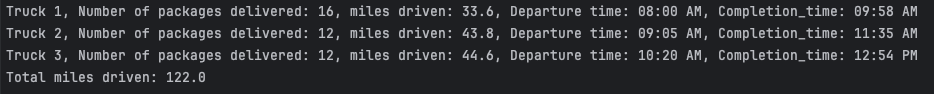 Truck 1, Number of packages delivered: 16, miles driven: 33.6, Departure time: 08:00 AM, Completion_time: 09:58 AM
Truck 2, Number of packages delivered: 12, miles driven: 43.8, Departure time: 09:05 AM, Completion_time: 11:35 AM
Truck 3, Number of packages delivered: 12, miles driven: 44.6, Departure time: 10:20 AM, Completion_time: 12:54 PM
Total miles driven: 122.0